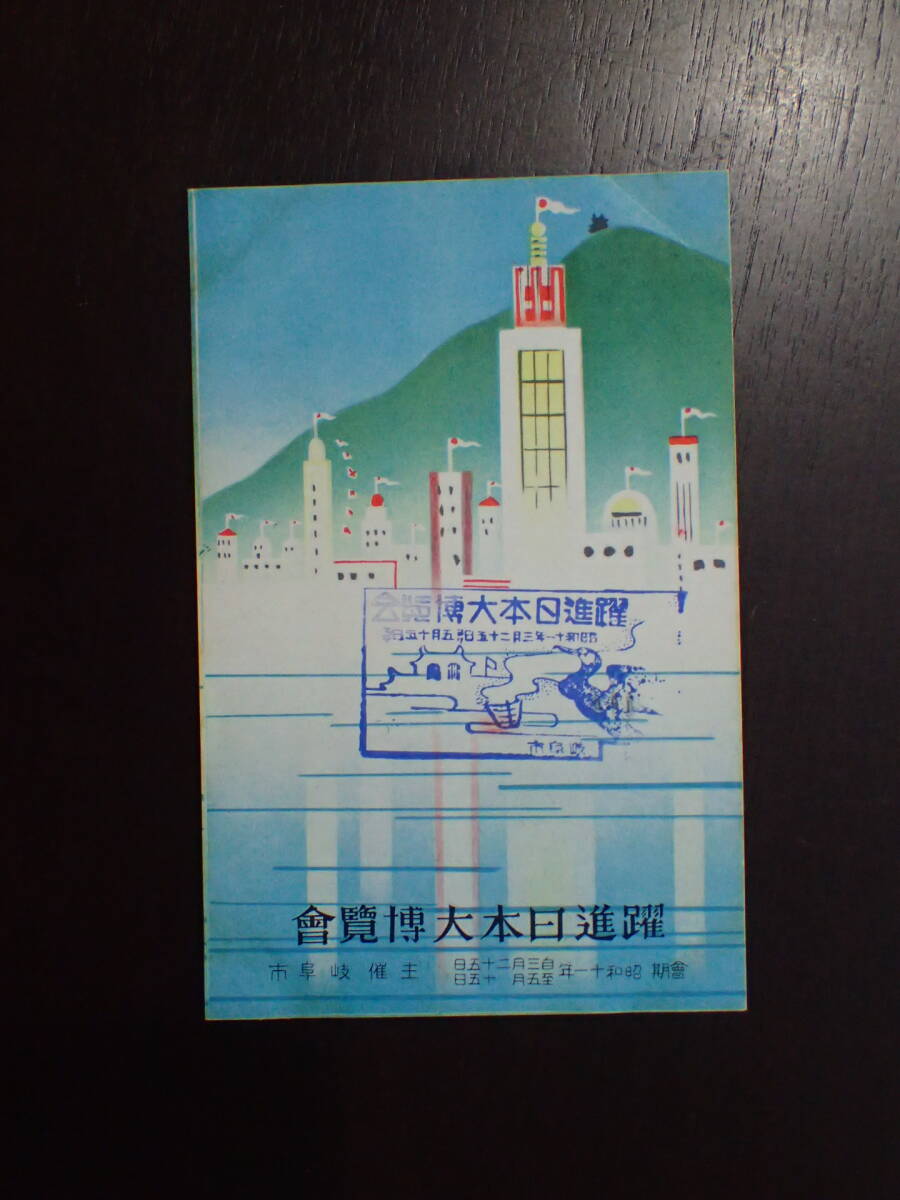 躍進日本大博覧会
昭和十一年三月二十五日ヨリ五月十五日
岐阜市
躍進日本大博覽會
會期 昭和十一年 自三月二十五日 至五月十五日 主催 岐阜市